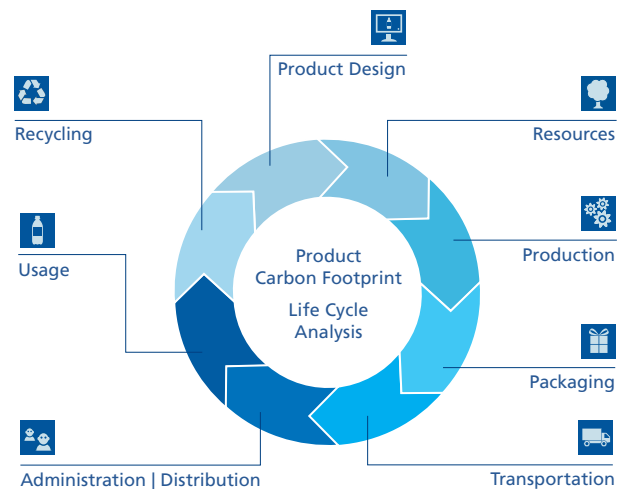 Product Design
Recycling
Resources
Usage
Product
Carbon Footprint
Life Cycle
Analysis
Production
Packaging
Administration | Distribution
Transportation